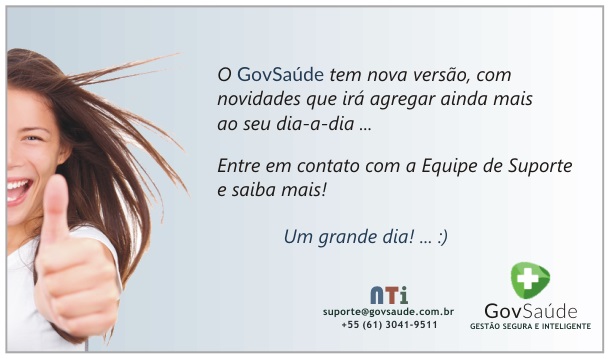 O GovSaúde tem nova versão, com
novidades que irá agregar ainda mais
ao seu dia-a-dia ...
Entre em contato com a Equipe de Suporte
e saiba mais!
Um grande dia! ... :)
NTi
suporte@govsaude.com.br
+55 (61) 3041-9511
GovSaúde
GESTÃO SEGURA E INTELIGENTE